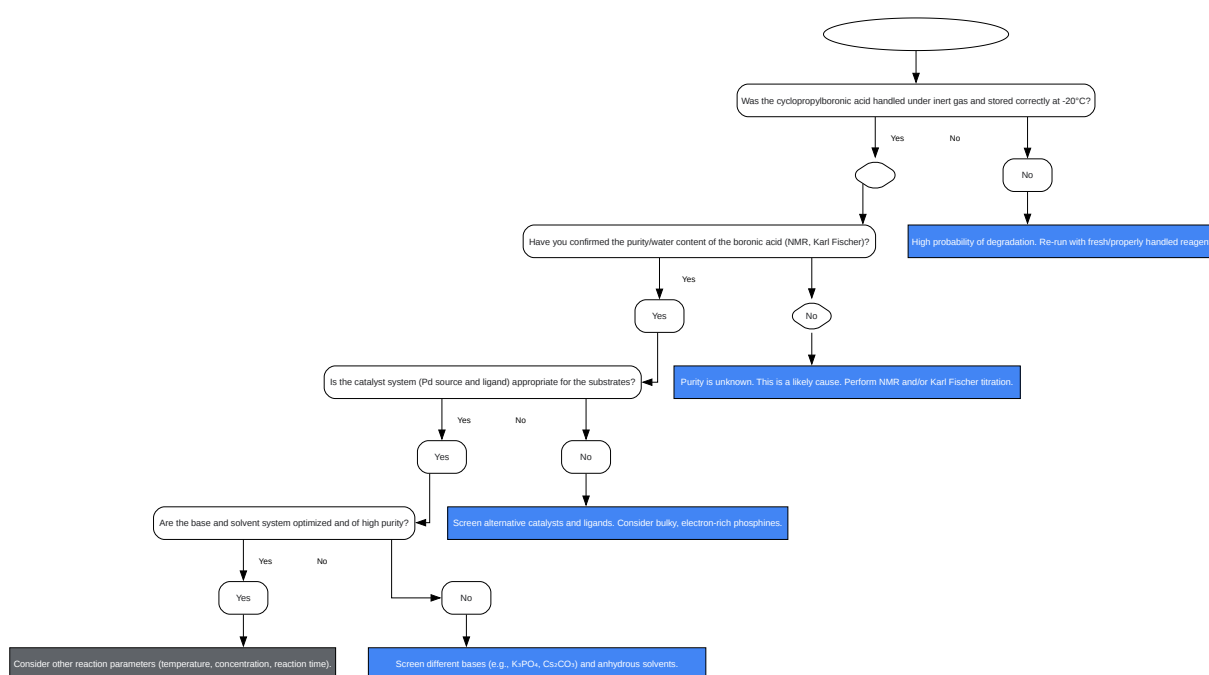 Was the cyclopropylboronic acid handled under inert gas and stored correctly at -20°C?
Yes
No
No
Have you confirmed the purity/water content of the boronic acid (NMR, Karl Fischer)?
High probability of degradation. Re-run with fresh/properly handled reagen
Yes
Yes
No
Is the catalyst system (Pd source and ligand) appropriate for the substrates?
Purity is unknown. This is a likely cause. Perform NMR and/or Karl Fischer titration.
Yes
No
Yes
No
Are the base and solvent system optimized and of high purity?
Screen alternative catalysts and ligands. Consider bulky, electron-rich phosphines.
Yes
No
Yes
No
Consider other reaction parameters (temperature, concentration, reaction time).
Screen different bases (e.g., K₃PO₄, Cs₂CO₃) and anhydrous solvents.